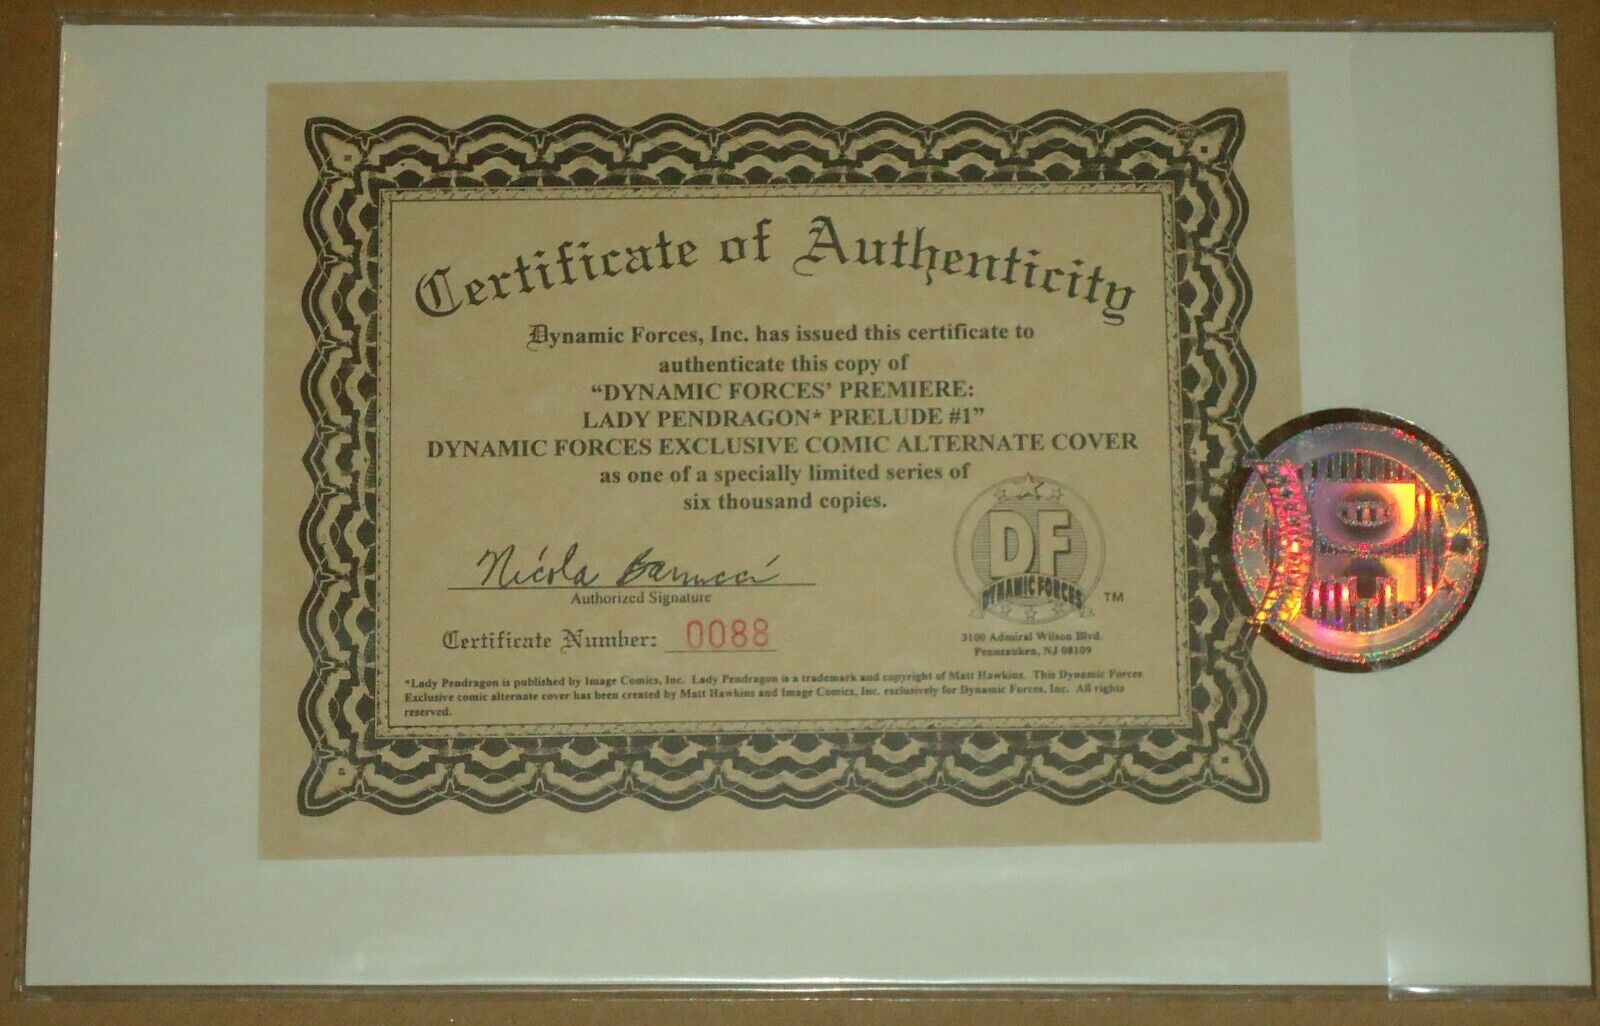 Certificate of Authenticity
Dynamic Forces, Inc. has issued this certificate to
authenticate this copy of
“DYNAMIC FORCES’ PREMIERE:
LADY PENDRAGON* PRELUDE #1”
DYNAMIC FORCES EXCLUSIVE COMIC ALTERNATE COVER
as one of a specially limited series of
six thousand copies.
Nicola Barrucci
Authorized Signature
Certificate Number: 0088
DF
DYNAMIC FORCES
TM
3100 Admiral Wilson Blvd.
Pennsauken, NJ 08109
*Lady Pendragon is published by Image Comics, Inc. Lady Pendragon is a trademark and copyright of Matt Hawkins. This Dynamic Forces
Exclusive comic alternate cover has been created by Matt Hawkins and Image Comics, Inc. exclusively for Dynamic Forces, Inc. All rights
reserved.
DF